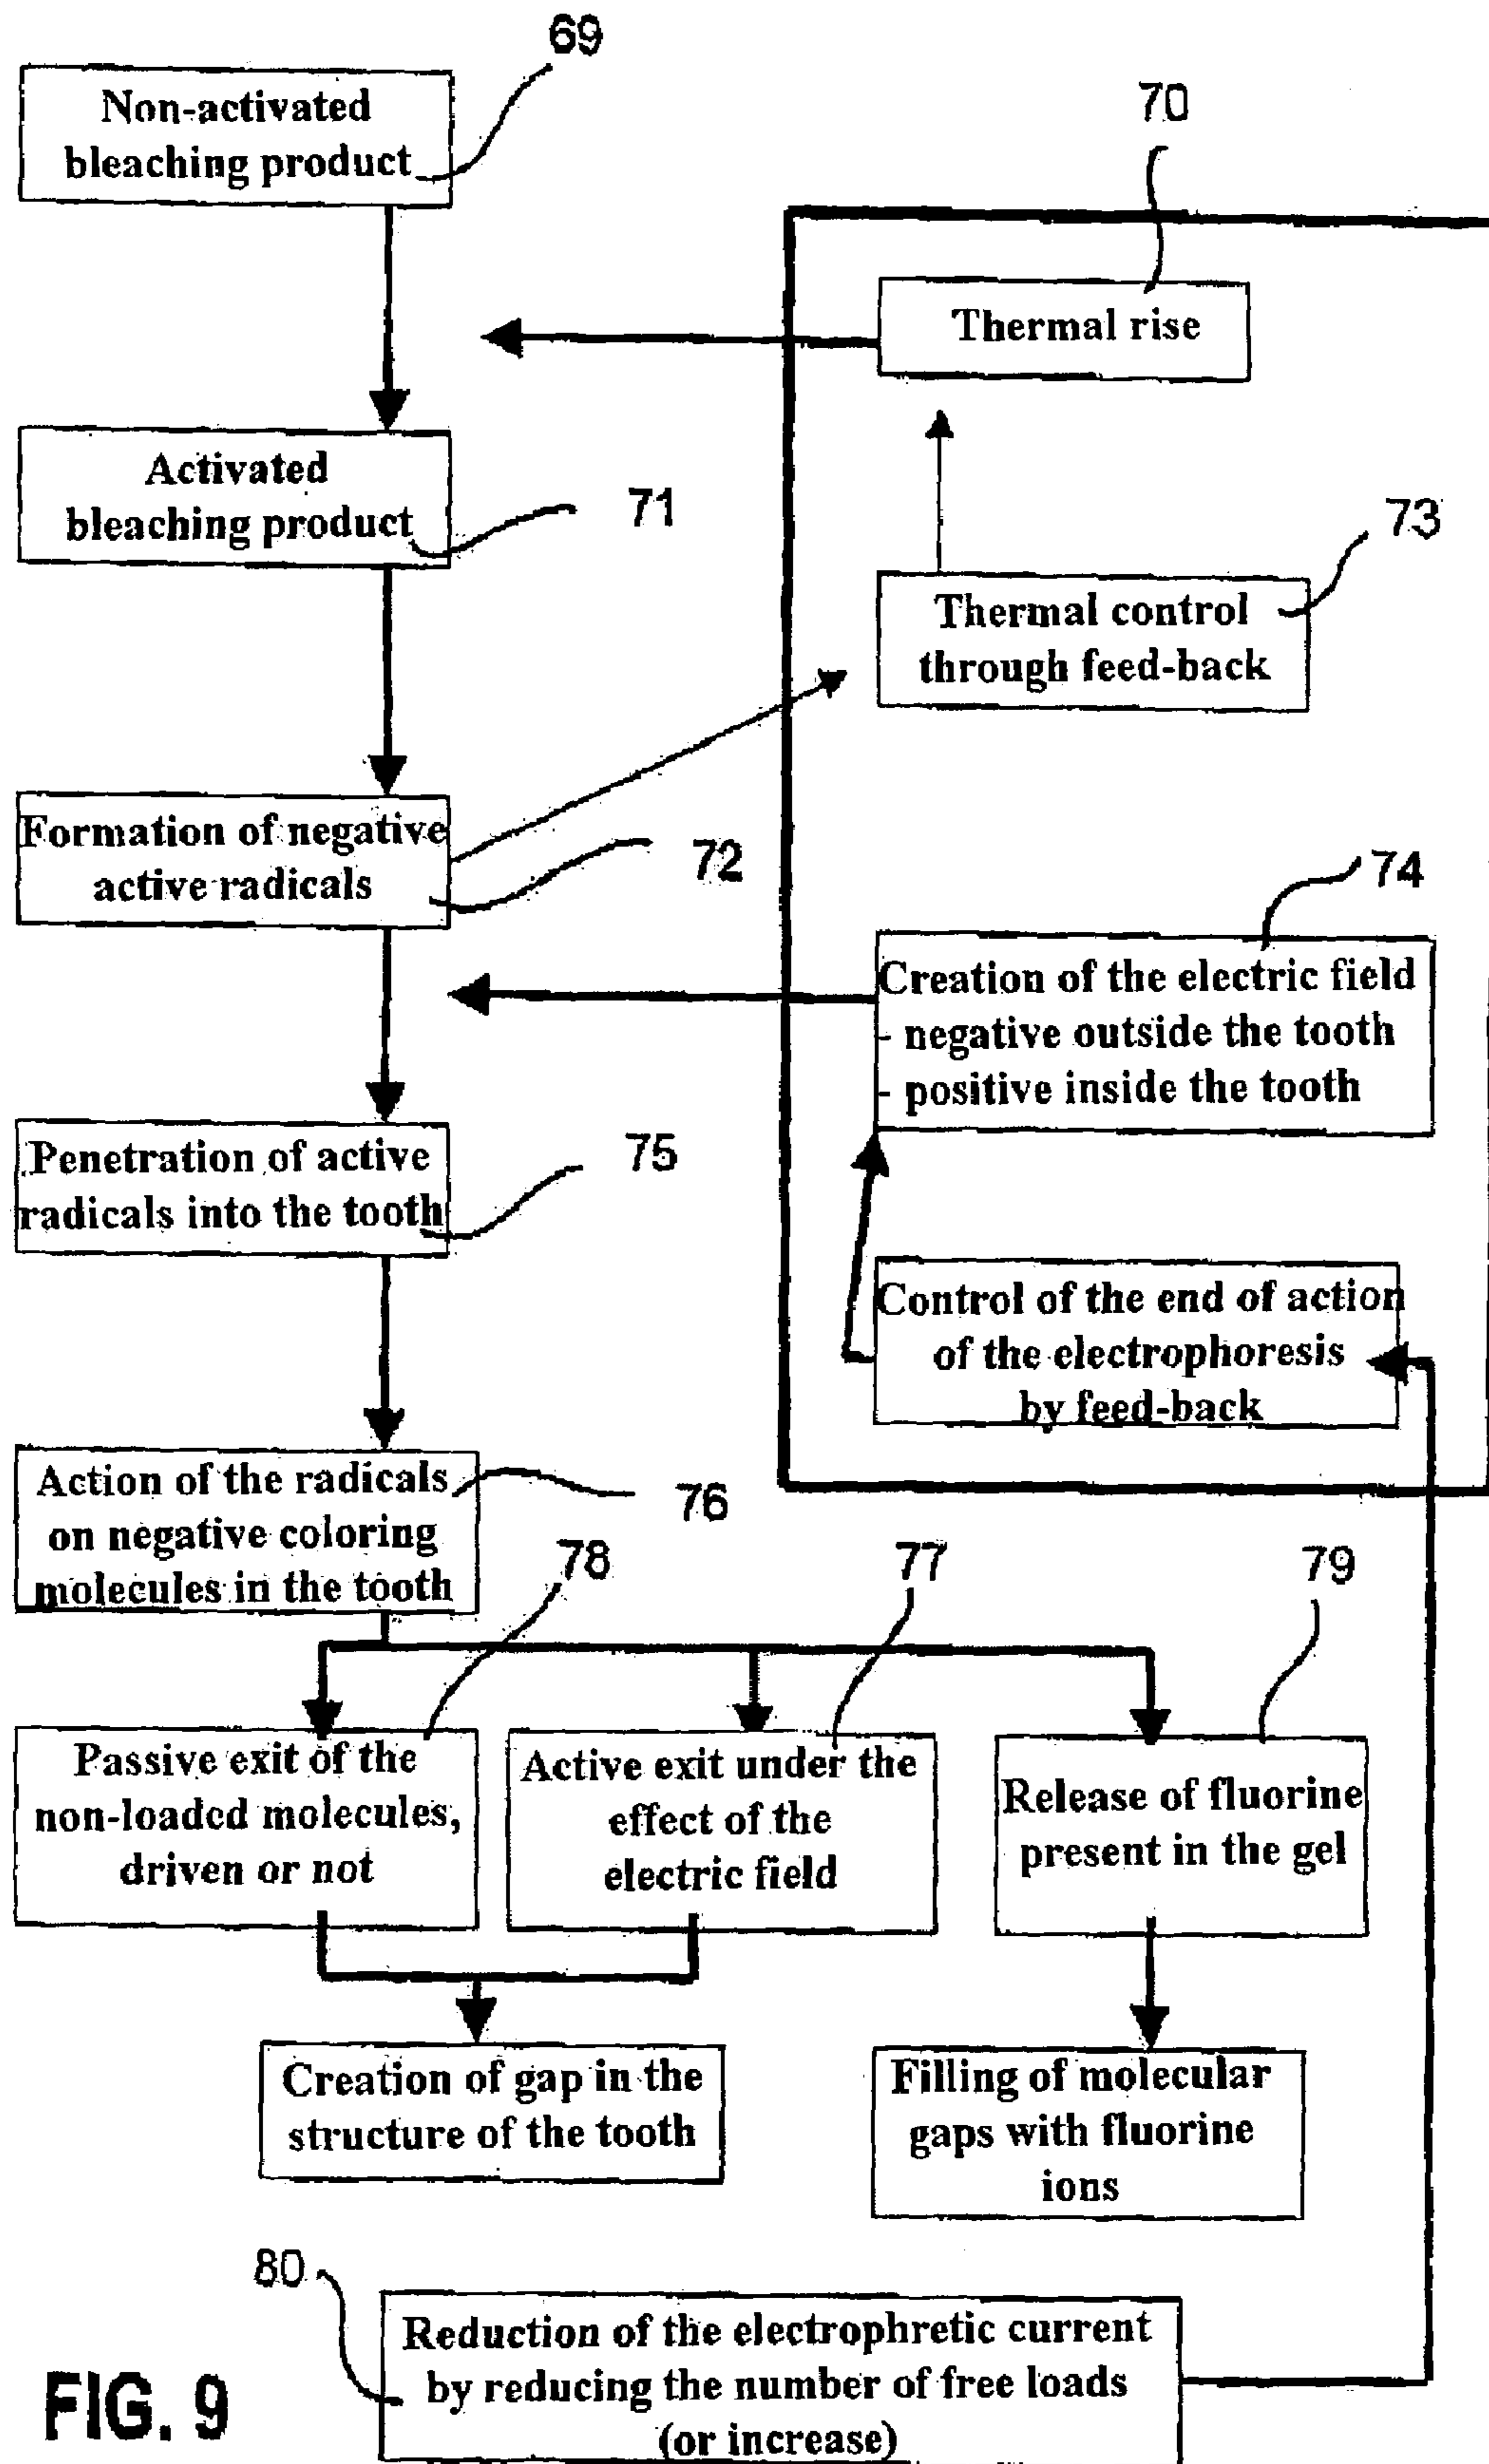 69
Non-activated
bleaching product
70
Thermal rise
Activated
bleaching product
71
73
Thermal control
through feed-back
Formation of negative
active radicals
72
74
Creation of the electric field
- negative outside the tooth
- positive inside the tooth
Penetration of active
radicals into the tooth
75
Control of the end of action
of the electrophoresis
by feed-back
Action of the radicals
on negative coloring
molecules in the tooth
76
78
77
79
Passive exit of the
non-loaded molecules,
driven or not
Active exit under the
effect of the
electric field
Release of fluorine
present in the gel
Creation of gap in the
structure of the tooth
Filling of molecular
gaps with fluorine
ions
80
Reduction of the electrophretic current
by reducing the number of free loads
(or increase)
FIG. 9